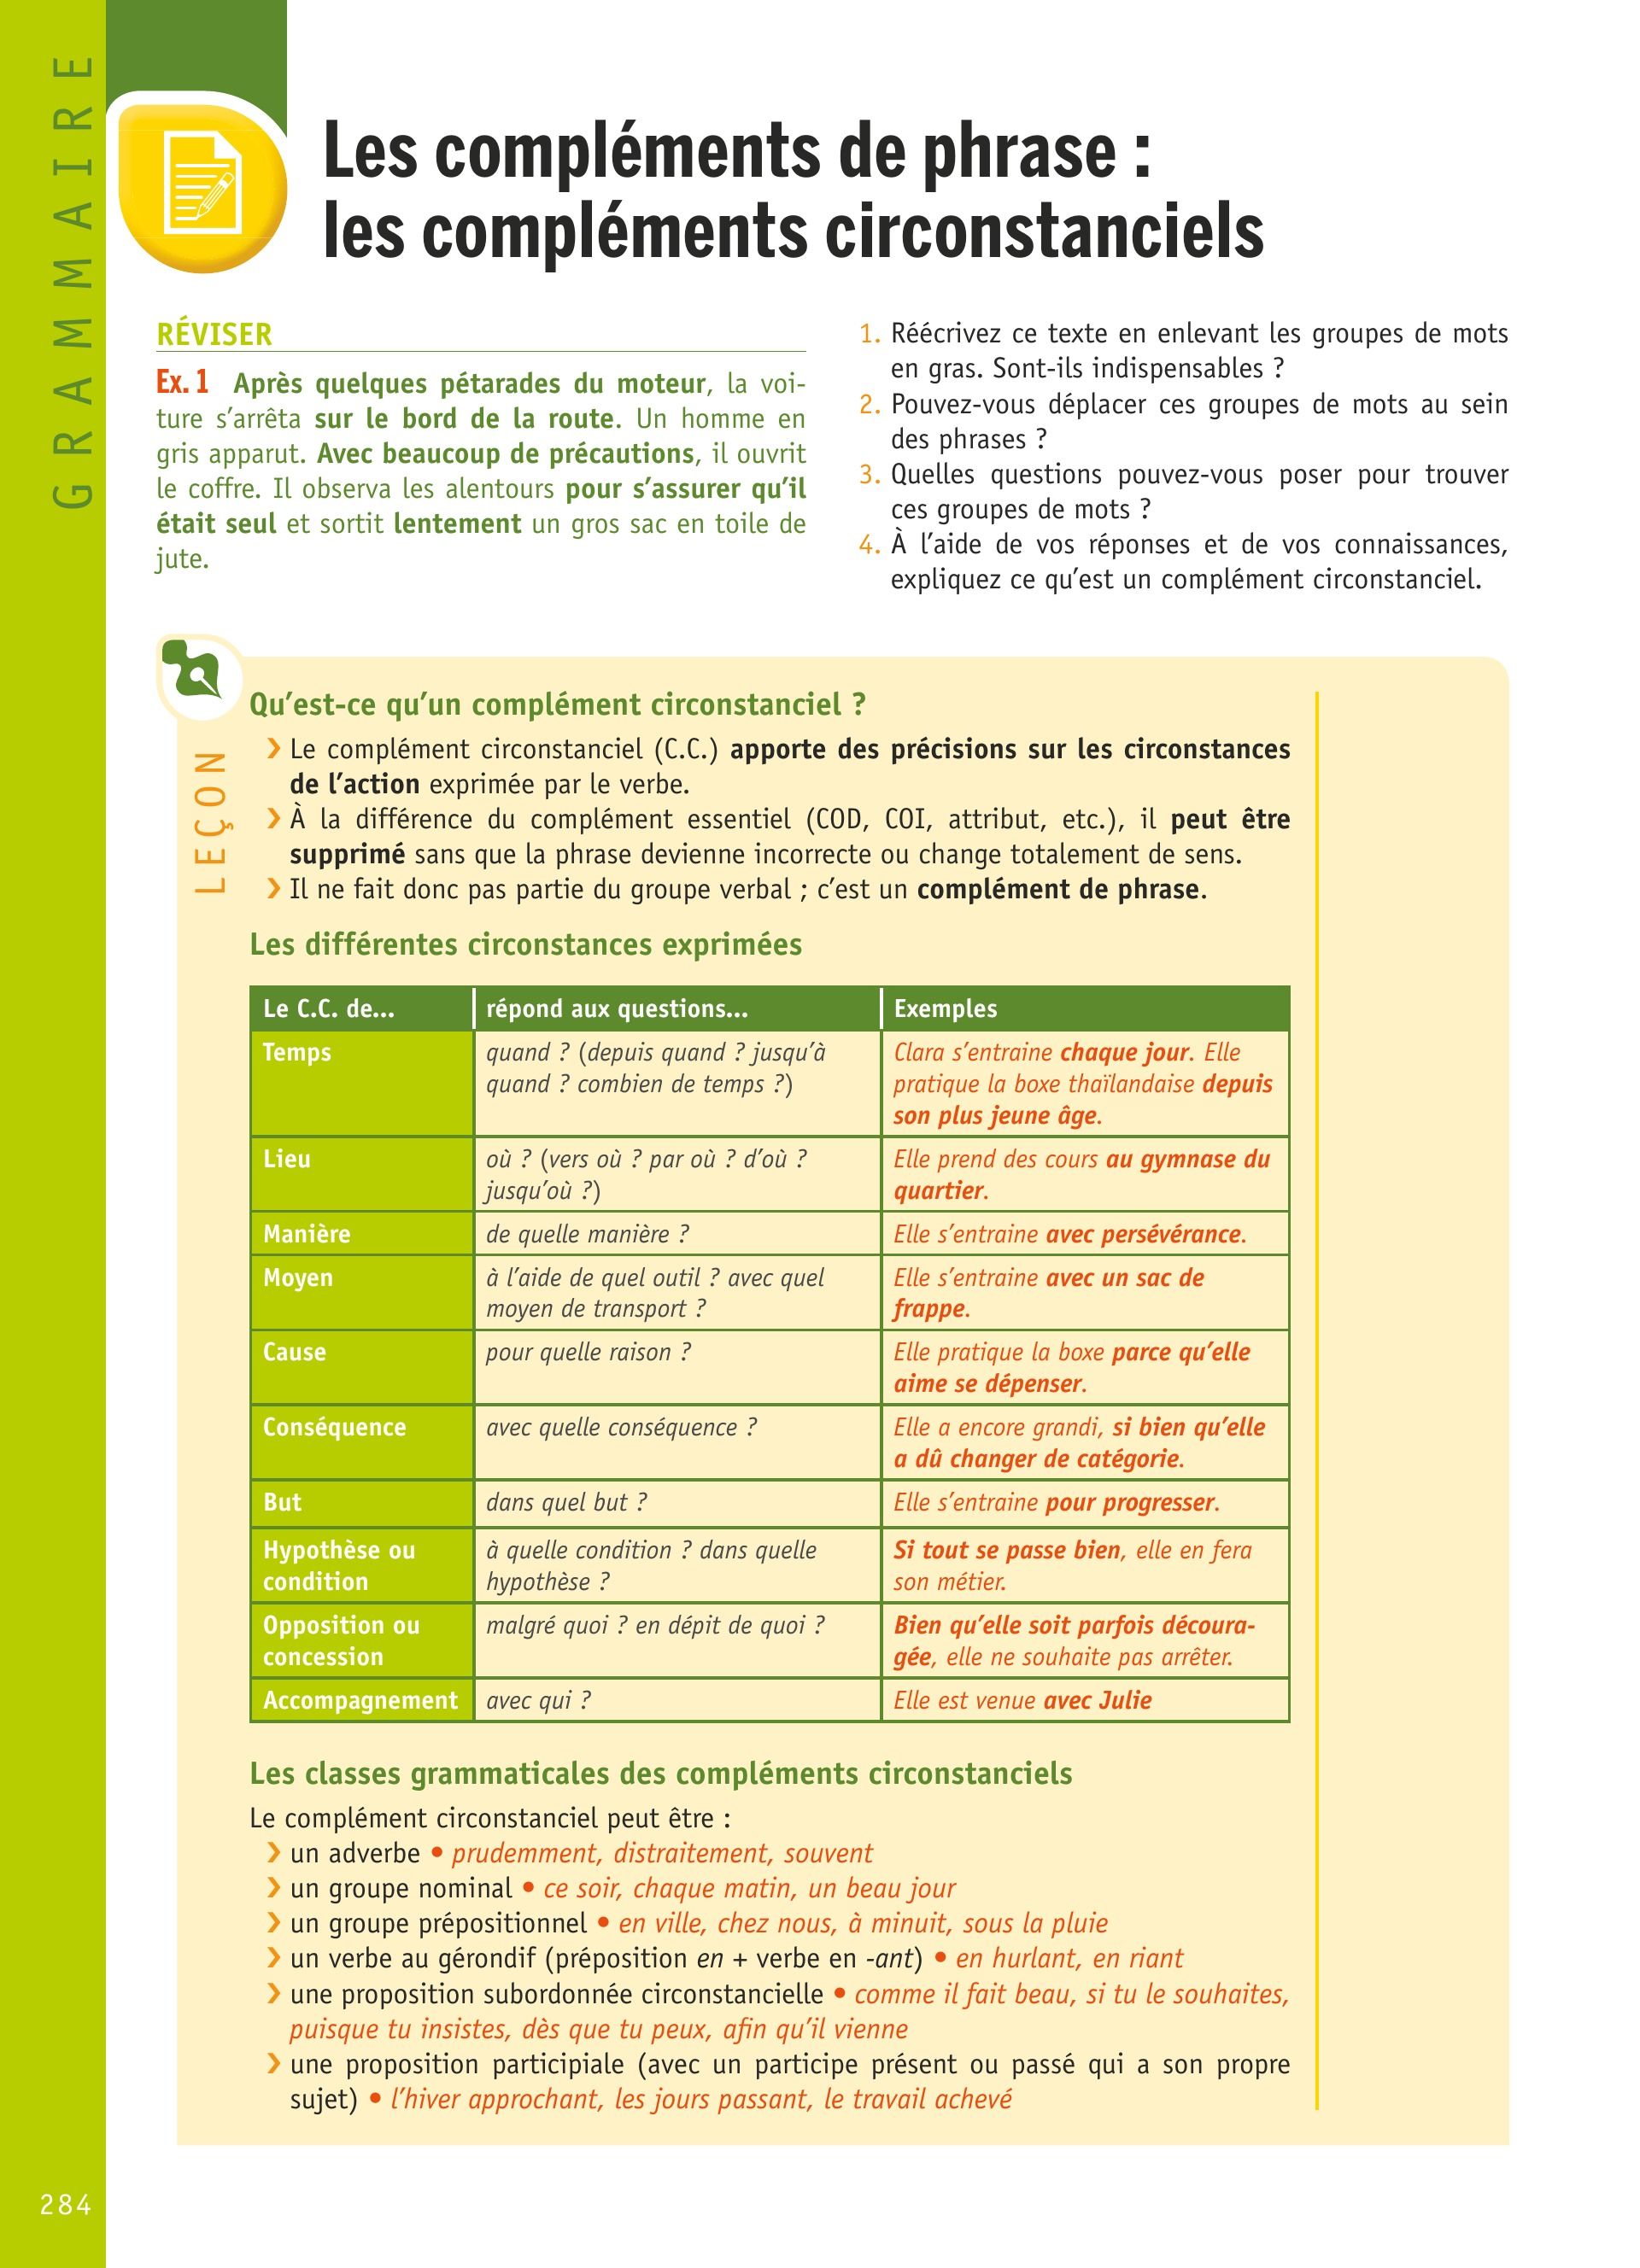 GRAMMAIRE
Les compléments de phrase :
les compléments circonstanciels
RÉVISER
Ex. 1 Après quelques pétarades du moteur, la voi-
ture s’arrêta sur le bord de la route. Un homme en
gris apparut. Avec beaucoup de précautions, il ouvrit
le coffre. Il observa les alentours pour s’assurer qu’il
était seul et sortit lentement un gros sac en toile de
jute.
1. Réécrivez ce texte en enlevant les groupes de mots
en gras. Sont-ils indispensables ?
2. Pouvez-vous déplacer ces groupes de mots au sein
des phrases ?
3. Quelles questions pouvez-vous poser pour trouver
ces groupes de mots ?
4. À l’aide de vos réponses et de vos connaissances,
expliquez ce qu’est un complément circonstanciel.
LEÇON
Qu’est-ce qu’un complément circonstanciel ?
› Le complément circonstanciel (C.C.) apporte des précisions sur les circonstances
de l’action exprimée par le verbe.
› À la différence du complément essentiel (COD, COI, attribut, etc.), il peut être
supprimé sans que la phrase devienne incorrecte ou change totalement de sens.
› Il ne fait donc pas partie du groupe verbal ; c’est un complément de phrase.
Les différentes circonstances exprimées
Le C.C. de... répond aux questions... Exemples
Temps
quand ? (depuis quand ? jusqu’à
quand ? combien de temps ?)
Clara s’entraine chaque jour. Elle
pratique la boxe thaïlandaise depuis
son plus jeune âge.
Lieu
où ? (vers où ? par où ? d’où ?
jusqu’où ?)
Elle prend des cours au gymnase du
quartier.
Manière
de quelle manière ?
Elle s’entraine avec persévérance.
Moyen
à l’aide de quel outil ? avec quel
moyen de transport ?
Elle s’entraine avec un sac de
frappe.
Cause
pour quelle raison ?
Elle pratique la boxe parce qu’elle
aime se dépenser.
Conséquence
avec quelle conséquence ?
Elle a encore grandi, si bien qu’elle
a dû changer de catégorie.
But
dans quel but ?
Elle s’entraine pour progresser.
Hypothèse ou
condition
à quelle condition ? dans quelle
hypothèse ?
Si tout se passe bien, elle en fera
son métier.
Opposition ou
concession
malgré quoi ? en dépit de quoi ?
Bien qu’elle soit parfois découra-
gée, elle ne souhaite pas arrêter.
Accompagnement
avec qui ?
Elle est venue avec Julie
Les classes grammaticales des compléments circonstanciels
Le complément circonstanciel peut être :
› un adverbe • prudemment, distraitement, souvent
› un groupe nominal • ce soir, chaque matin, un beau jour
› un groupe prépositionnel • en ville, chez nous, à minuit, sous la pluie
› un verbe au gérondif (préposition en + verbe en -ant) • en hurlant, en riant
› une proposition subordonnée circonstancielle • comme il fait beau, si tu le souhaites,
puisque tu insistes, dès que tu peux, afin qu’il vienne
› une proposition participiale (avec un participe présent ou passé qui a son propre
sujet) • l’hiver approchant, les jours passant, le travail achevé
284